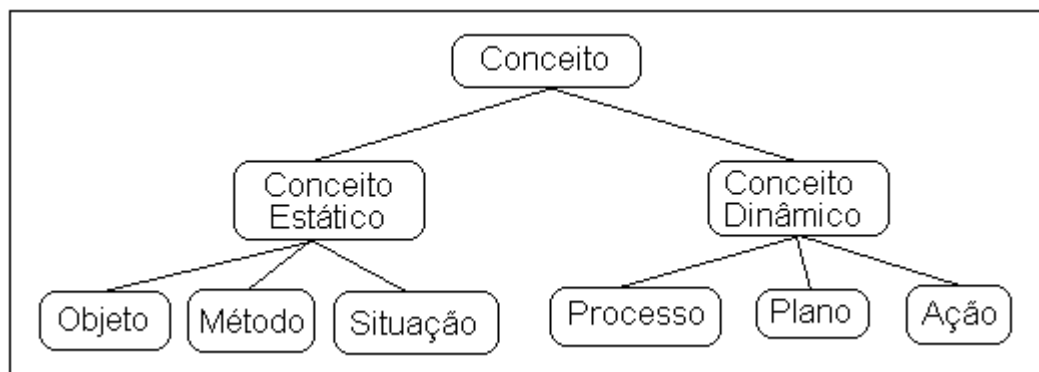 Conceito
Conceito
Estático
Conceito
Dinâmico
Objeto
Método
Situação
Processo
Plano
Ação